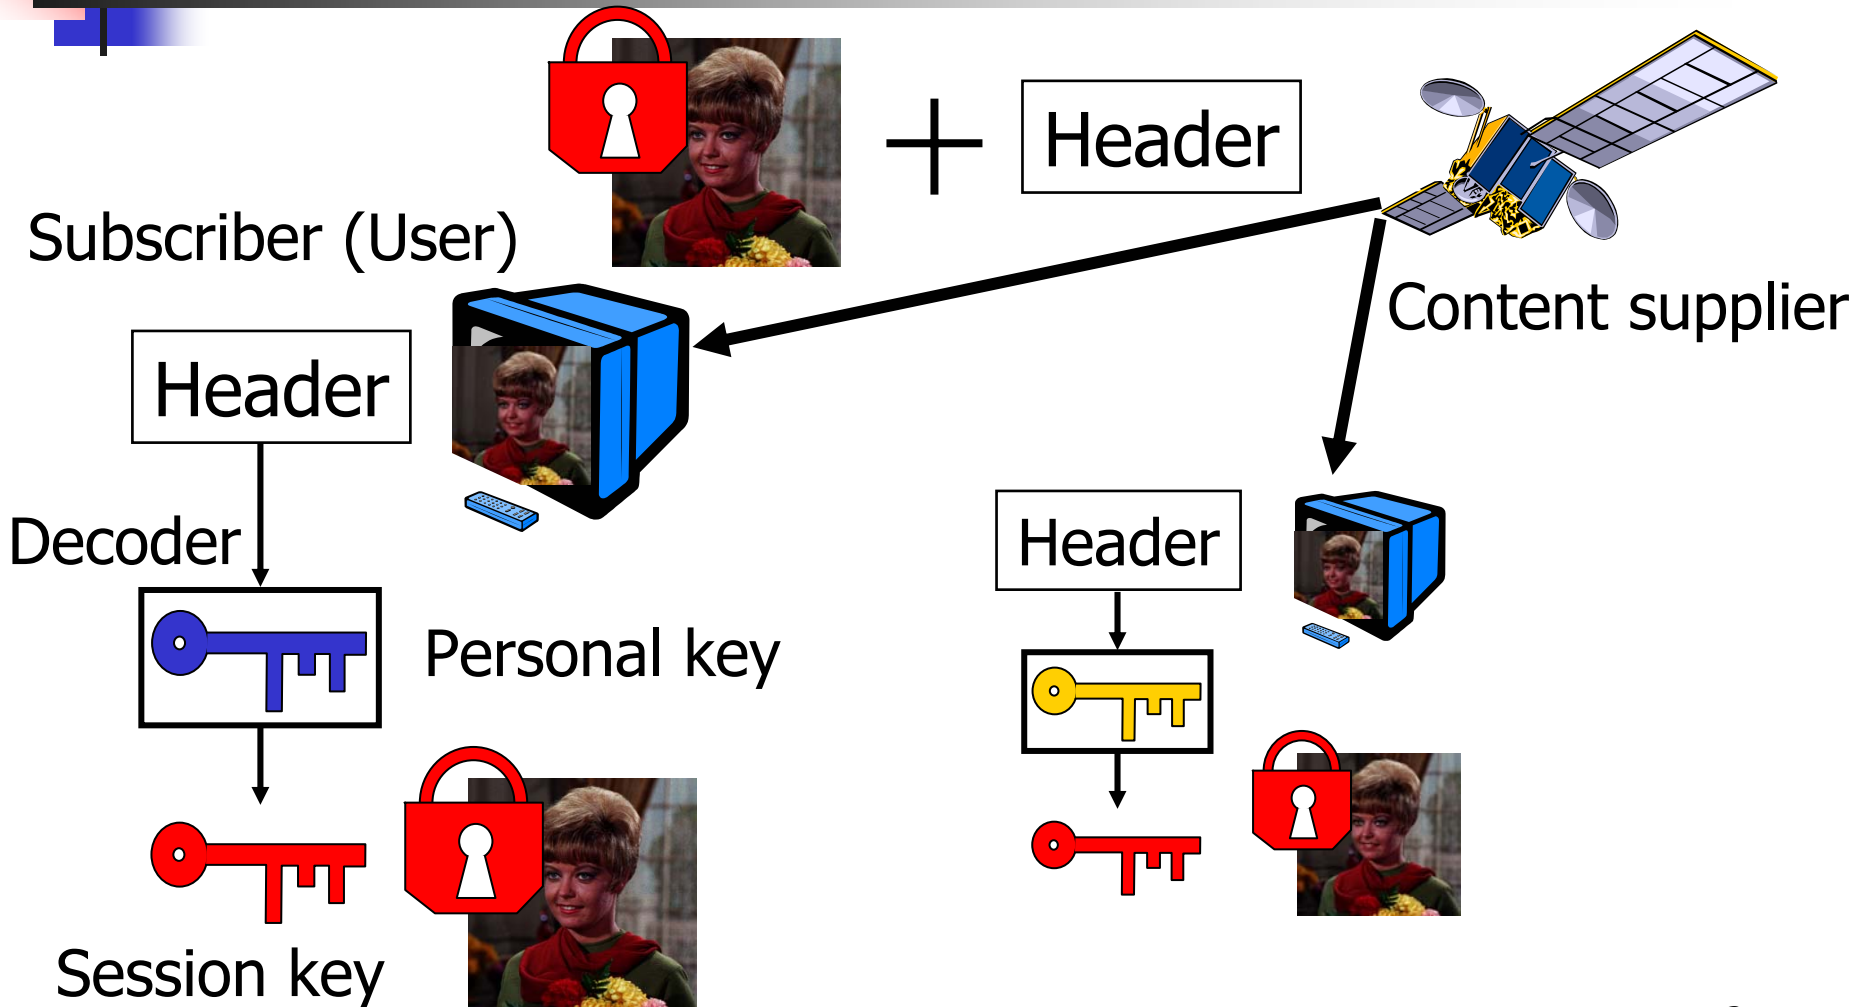 Header
Subscriber (User)
Content supplier
Header
Decoder
Header
Personal key
Session key